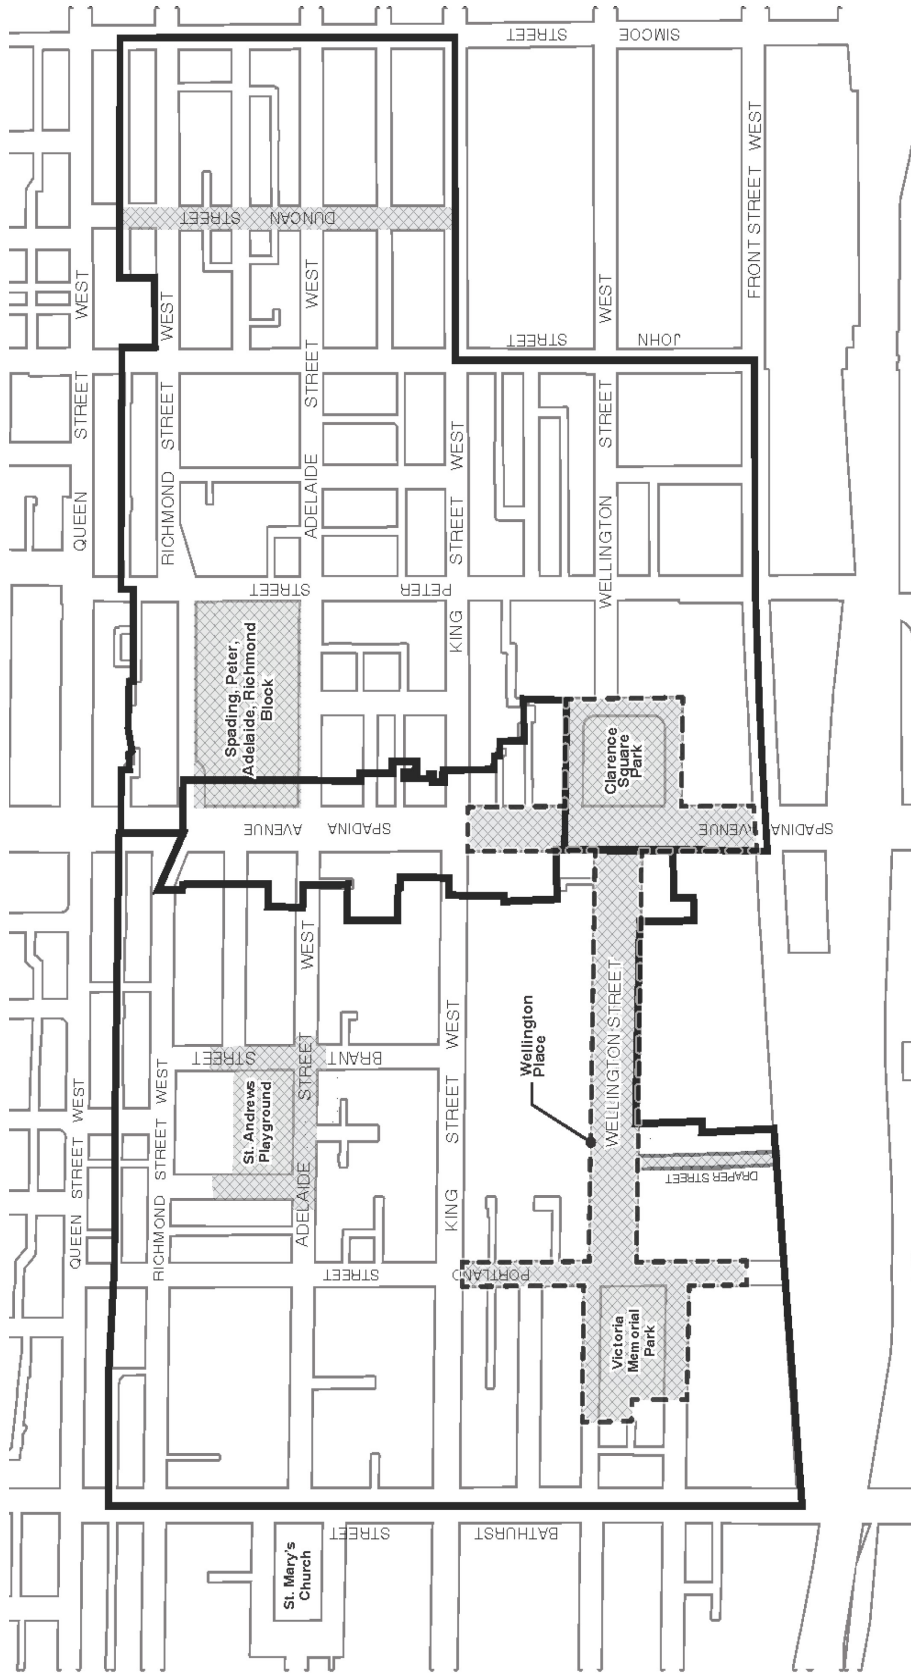 SIMCOE
STREET
FRONT STREET WEST
DUNCAN
STREET
WEST
WEST
WEST
WEST
JOHN
STREET
QUEEN
STREET
RICHMOND
STREET
ADELAIDE
STREET
KING
STREET
WEST
WELLINGTON
STREET
PETER
STREET
Spading, Peter,
Adelaide, Richmond
Block
Clarence
Square
Park
SPADINA
AVENUE
SPADINA
AVENUE
Wellington
Place
WELLINGTON STREET
BRANT
STREET
St. Andrews
Playground
QUEEN
STREET
WEST
RICHMOND
STREET
WEST
ADELAIDE
STREET
WEST
KING
STREET
WEST
DRAPER STREET
PORTLAND
STREET
Victoria
Memorial
Park
BATHURST
STREET
St. Mary's
Church